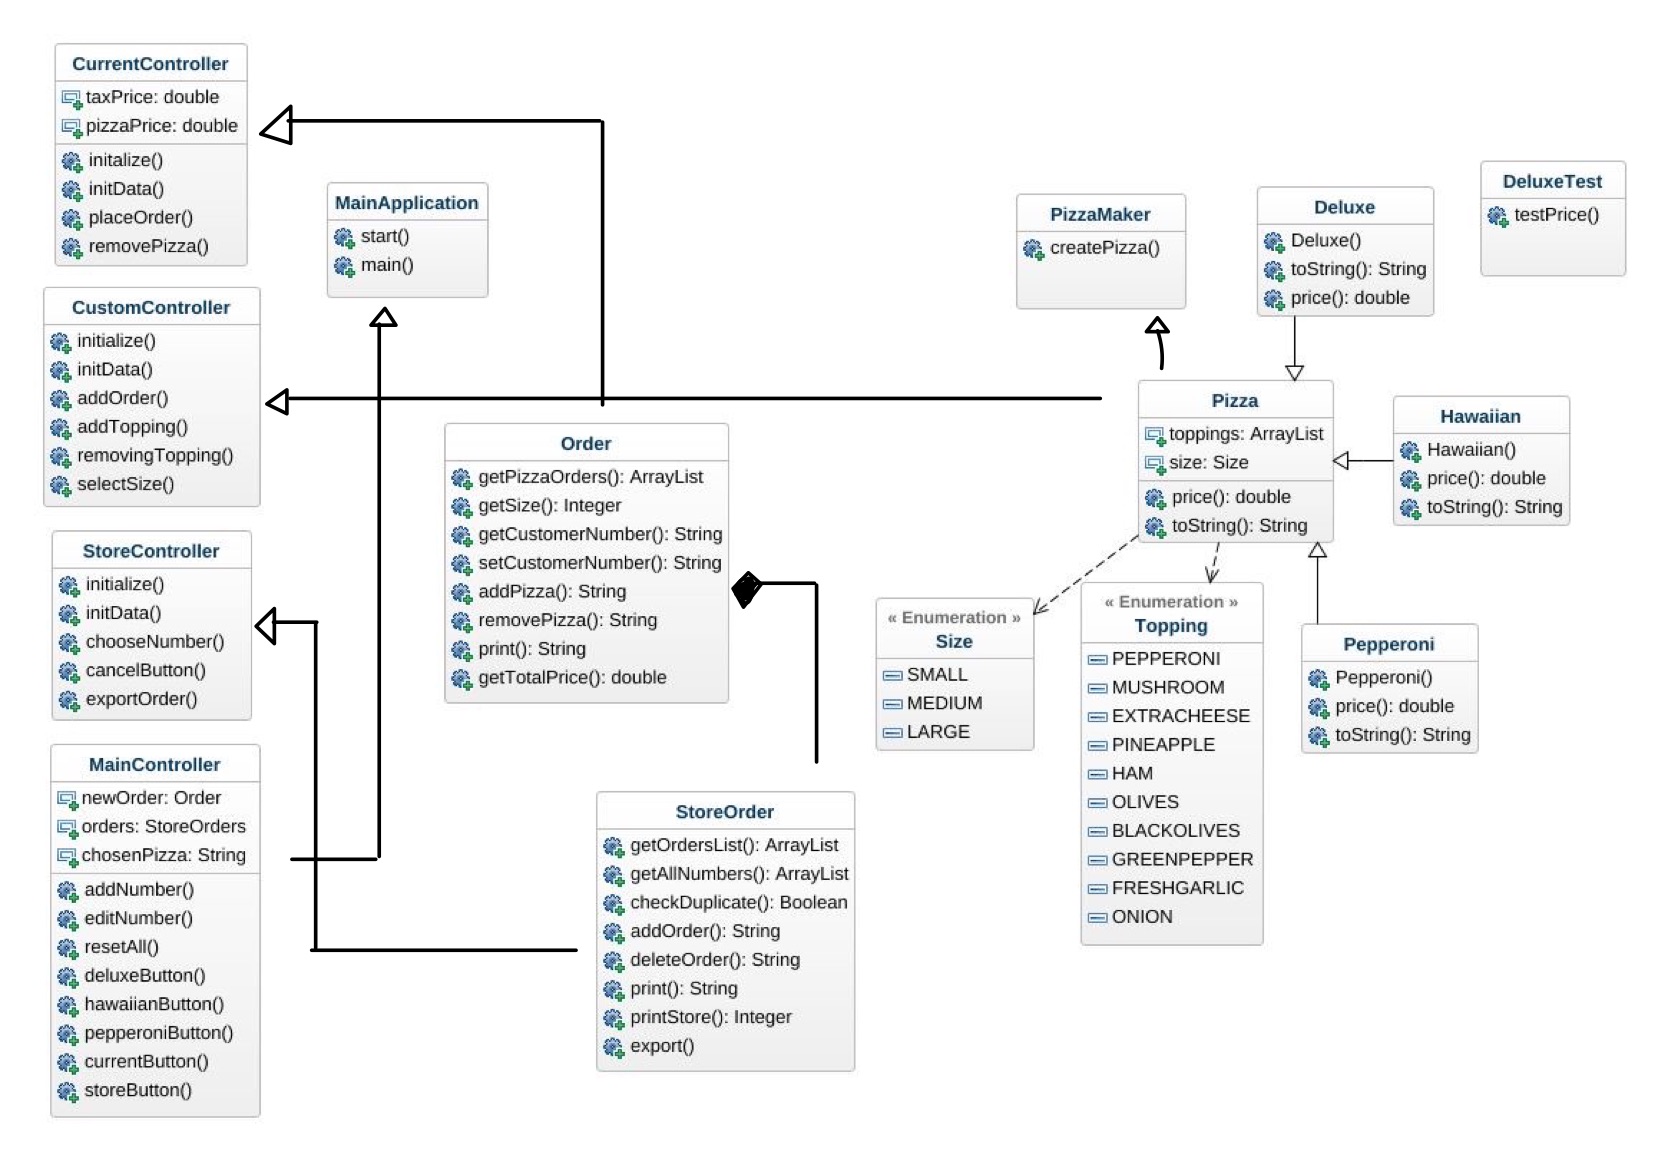 CurrentController
taxPrice: double
pizzaPrice: double
initalize()
initData()
placeOrder()
removePizza()
MainApplication
start()
main()
CustomController
initialize()
initData()
addOrder()
addTopping()
removingTopping()
selectSize()
StoreController
initialize()
initData()
chooseNumber()
cancelButton()
exportOrder()
MainController
newOrder: Order
orders: StoreOrders
chosenPizza: String
addNumber()
editNumber()
resetAll()
deluxeButton()
hawaiianButton()
pepperoniButton()
currentButton()
storeButton()
Order
getPizzaOrders(): ArrayList
getSize(): Integer
getCustomerNumber(): String
setCustomerNumber(): String
addPizza(): String
removePizza(): String
print(): String
getTotalPrice(): double
StoreOrder
getOrdersList(): ArrayList
getAllNumbers(): ArrayList
checkDuplicate(): Boolean
addOrder(): String
deleteOrder(): String
print(): String
printStore(): Integer
export()
PizzaMaker
createPizza()
Deluxe
Deluxe()
toString(): String
price(): double
DeluxeTest
testPrice()
Pizza
toppings: ArrayList
size: Size
price(): double
toString(): String
Hawaiian
Hawaiian()
price(): double
toString(): String
« Enumeration »
Size
SMALL
MEDIUM
LARGE
« Enumeration »
Topping
PEPPERONI
MUSHROOM
EXTRACHEESE
PINEAPPLE
HAM
OLIVES
BLACKOLIVES
GREENPEPPER
FRESHGARLIC
ONION
Pepperoni
Pepperoni()
price(): double
toString(): String